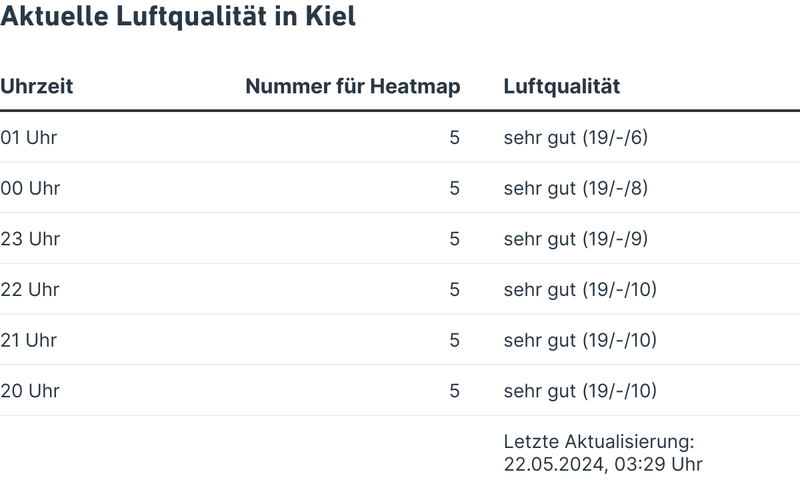 Aktuelle Luftqualität in Kiel
Uhrzeit Nummer für Heatmap Luftqualität
01 Uhr 5 sehr gut (19/-/6)
00 Uhr 5 sehr gut (19/-/8)
23 Uhr 5 sehr gut (19/-/9)
22 Uhr 5 sehr gut (19/-/10)
21 Uhr 5 sehr gut (19/-/10)
20 Uhr 5 sehr gut (19/-/10)
Letzte Aktualisierung:
22.05.2024, 03:29 Uhr